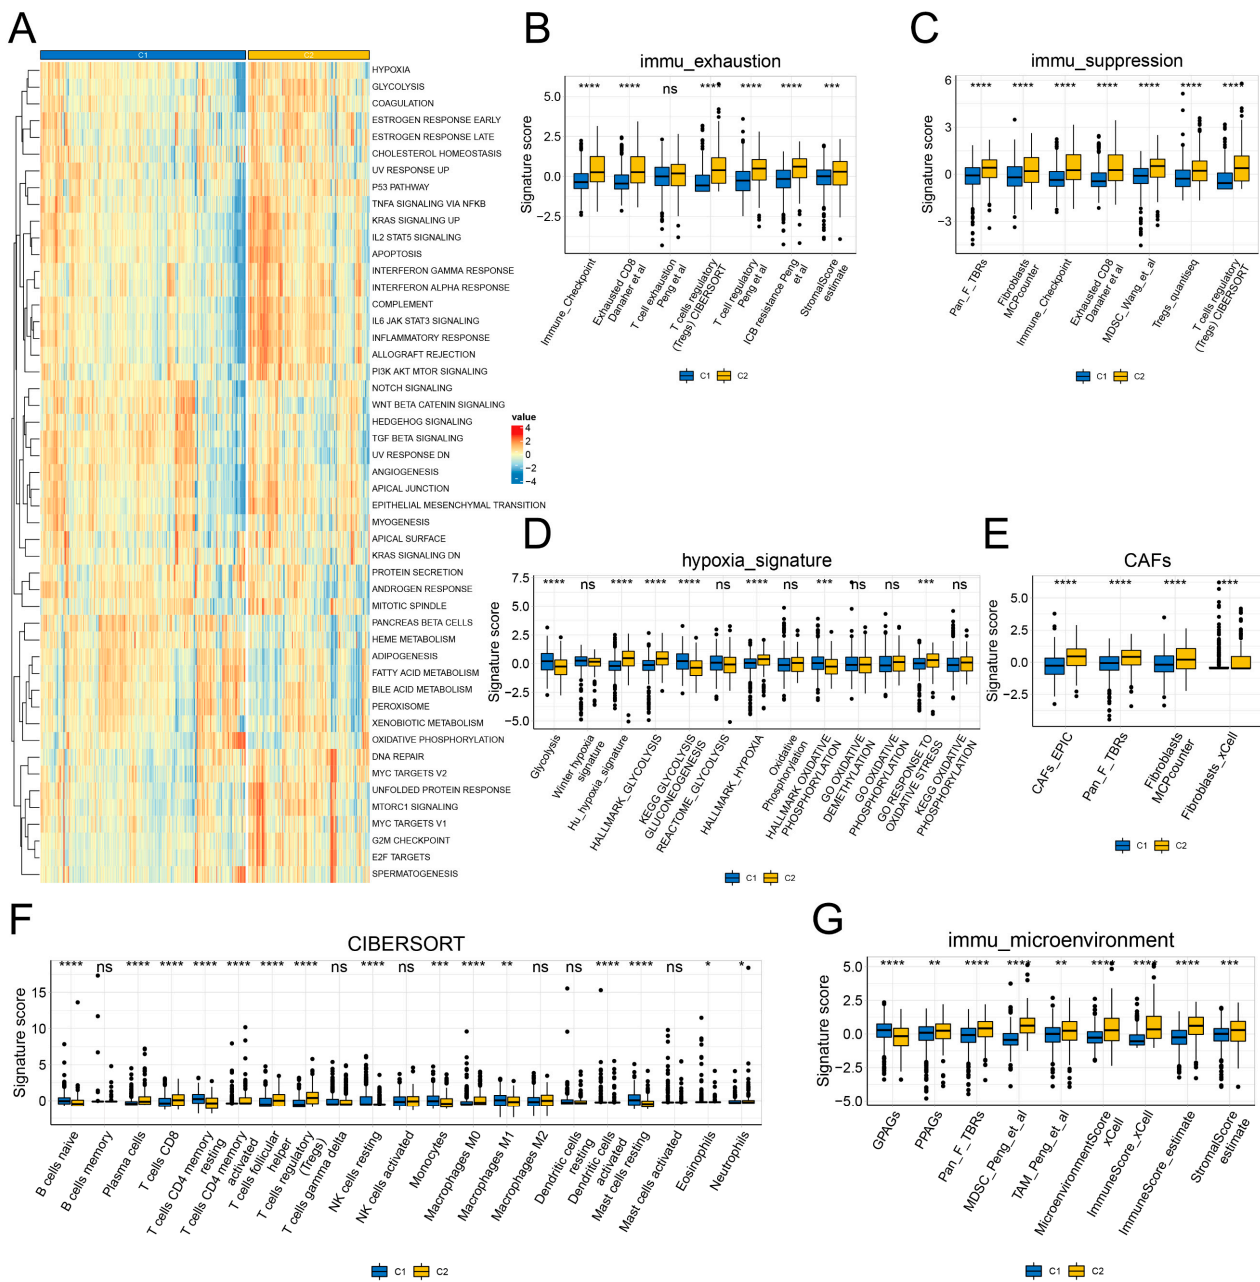 A
C1
C2
HYPOXIA
GLYCOLYSIS
COAGULATION
ESTROGEN RESPONSE EARLY
ESTROGEN RESPONSE LATE
CHOLESTEROL HOMEOSTASIS
UV RESPONSE UP
P53 PATHWAY
TNFA SIGNALING VIA NFKB
KRAS SIGNALING UP
IL2 STAT5 SIGNALING
APOPTOSIS
INTERFERON GAMMA RESPONSE
INTERFERON ALPHA RESPONSE
COMPLEMENT
IL6 JAK STAT3 SIGNALING
INFLAMMATORY RESPONSE
ALLOGRAFT REJECTION
PI3K AKT MTOR SIGNALING
NOTCH SIGNALING
WNT BETA CATENIN SIGNALING
HEDGEHOG SIGNALING
TGF BETA SIGNALING
UV RESPONSE DN
ANGIOGENESIS
APICAL JUNCTION
EPITHELIAL MESENCHYMAL TRANSITION
MYOGENESIS
APICAL SURFACE
KRAS SIGNALING DN
PROTEIN SECRETION
ANDROGEN RESPONSE
MITOTIC SPINDLE
PANCREAS BETA CELLS
HEME METABOLISM
ADIPOGENESIS
FATTY ACID METABOLISM
BILE ACID METABOLISM
PEROXISOME
XENOBIOTIC METABOLISM
OXIDATIVE PHOSPHORYLATION
DNA REPAIR
MYC TARGETS V2
UNFOLDED PROTEIN RESPONSE
MTORC1 SIGNALING
MYC TARGETS V1
G2M CHECKPOINT
E2F TARGETS
SPERMATOGENESIS
value
4
2
0
−2
−4
B
immu_exhaustion
Signature score
5.0
2.5
0.0
−2.5
**** **** ns **** **** **** ***
Immune_Checkpoint
Exhausted CD8
Danaher et al
T cell exhaustion
Peng et al
T cells regulatory
(Tregs) CIBERSORT
T cell regulatory
Peng et al
ICB resistance Peng
et al
StromalScore
estimate
C1 C2
C
immu_suppression
Signature score
6
3
0
−3
**** **** **** **** **** **** ****
Pan_F_TBRs
Fibroblasts
MCPcounter
Immune_Checkpoint
Exhausted CD8
Danaher et al
MDSC_Wang_et_al
Tregs_quantiseq
T cells regulatory
(Tregs) CIBERSORT
C1 C2
D
hypoxia_signature
Signature score
7.5
5.0
2.5
0.0
−2.5
−5.0
**** ns **** **** **** ns **** ns *** ns ns *** ns
Glycolysis
Winter hypoxia
signature
Hu_hypoxia_signature
HALLMARK_GLYCOLYSIS
KEGG GLYCOLYSIS
GLUCONEOGENESIS
REACTOME_GLYCOLYSIS
HALLMARK_HYPOXIA
Oxidative
Phosphorylation
HALLMARK OXIDATIVE
PHOSPHORYLATION
GO OXIDATIVE
DEMETHYLATION
GO OXIDATIVE
PHOSPHORYLATION
GO RESPONSE TO
OXIDATIVE STRESS
KEGG OXIDATIVE
PHOSPHORYLATION
C1 C2
E
CAFs
Signature score
5.0
2.5
0.0
−2.5
**** **** **** ****
CAFs_EPIC
Pan_F_TBRs
Fibroblasts
MCPcounter
Fibroblasts_xCell
C1 C2
F
CIBERSORT
Signature score
15
10
5
0
**** ns **** **** **** **** **** **** ns **** ns *** **** ** ns ns **** **** ns * *
B cells naive
B cells memory
Plasma cells
T cells CD8
T cells CD4 memory
resting
T cells CD4 memory
activated
T cells follicular
helper
T cells regulatory
(Tregs)
T cells gamma delta
NK cells resting
NK cells activated
Monocytes
Macrophages M0
Macrophages M1
Macrophages M2
Dendritic cells
resting
Dendritic cells
activated
Mast cells resting
Mast cells activated
Eosinophils
Neutrophils
C1 C2
G
immu_microenvironment
Signature score
5.0
2.5
0.0
−2.5
−5.0
**** ** **** **** ** **** **** **** ***
GPAGs
PPAGs
Pan_F_TBRs
MDSC_Peng_et_al
TAM_Peng_et_al
MicroenvironmentScore
xCell
ImmuneScore_xCell
ImmuneScore_estimate
StromalScore
estimate
C1 C2